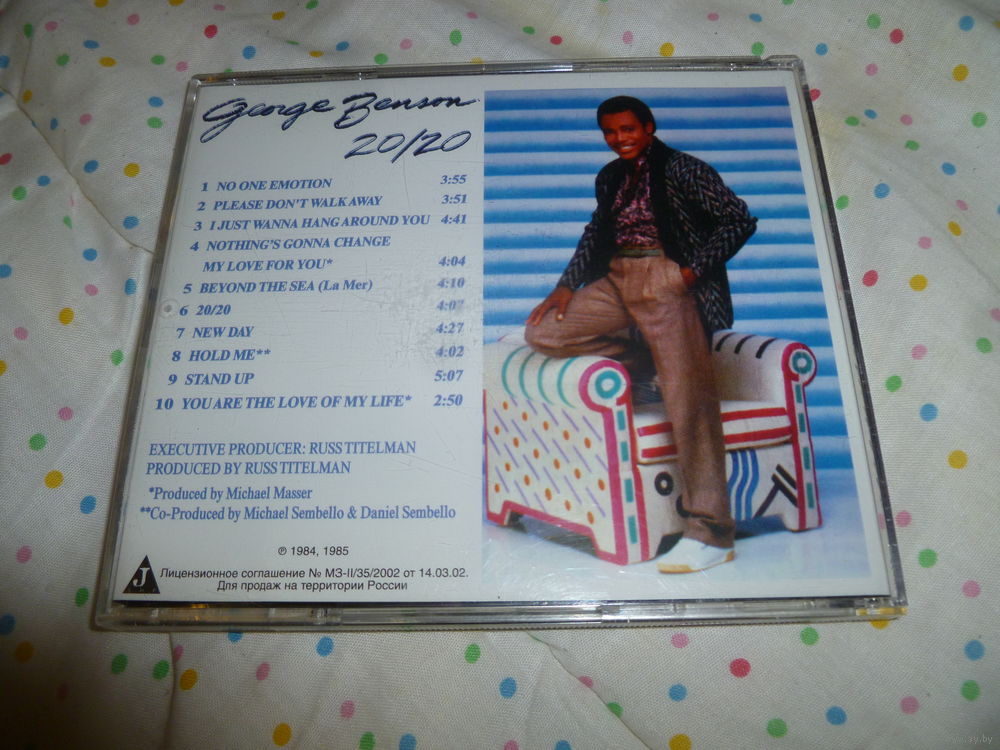 George Benson
20/20
1 NO ONE EMOTION 3:55
2 PLEASE DON'T WALK AWAY 3:51
3 I JUST WANNA HANG AROUND YOU 4:41
4 NOTHING'S GONNA CHANGE
MY LOVE FOR YOU* 4:04
5 BEYOND THE SEA (La Mer) 4:10
6 20/20 4:07
7 NEW DAY 4:27
8 HOLD ME** 4:02
9 STAND UP 5:07
10 YOU ARE THE LOVE OF MY LIFE* 2:50
EXECUTIVE PRODUCER: RUSS TITELMAN
PRODUCED BY RUSS TITELMAN
*Produced by Michael Masser
**Co-Produced by Michael Sembello & Daniel Sembello
℗ 1984, 1985
J
Лицензионное соглашение № МЗ-II/35/2002 от 14.03.02.
Для продаж на территории России